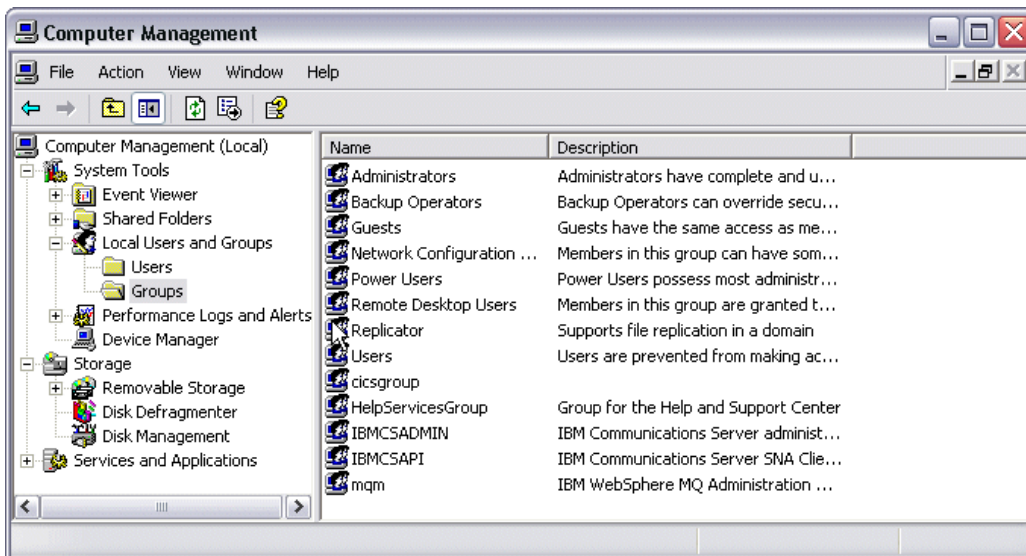 Computer Management
File Action View Window Help
Computer Management (Local)
System Tools
Event Viewer
Shared Folders
Local Users and Groups
Users
Groups
Performance Logs and Alerts
Device Manager
Storage
Removable Storage
Disk Defragmenter
Disk Management
Services and Applications
Name Description
Administrators Administrators have complete and u...
Backup Operators Backup Operators can override secu...
Guests Guests have the same access as me...
Network Configuration ... Members in this group can have som...
Power Users Power Users possess most administr...
Remote Desktop Users Members in this group are granted t...
Replicator Supports file replication in a domain
Users Users are prevented from making ac...
cicsgroup
HelpServicesGroup Group for the Help and Support Center
IBMCSADMIN IBM Communications Server administ...
IBMCSAPI IBM Communications Server SNA Clie...
mqm IBM WebSphere MQ Administration ...